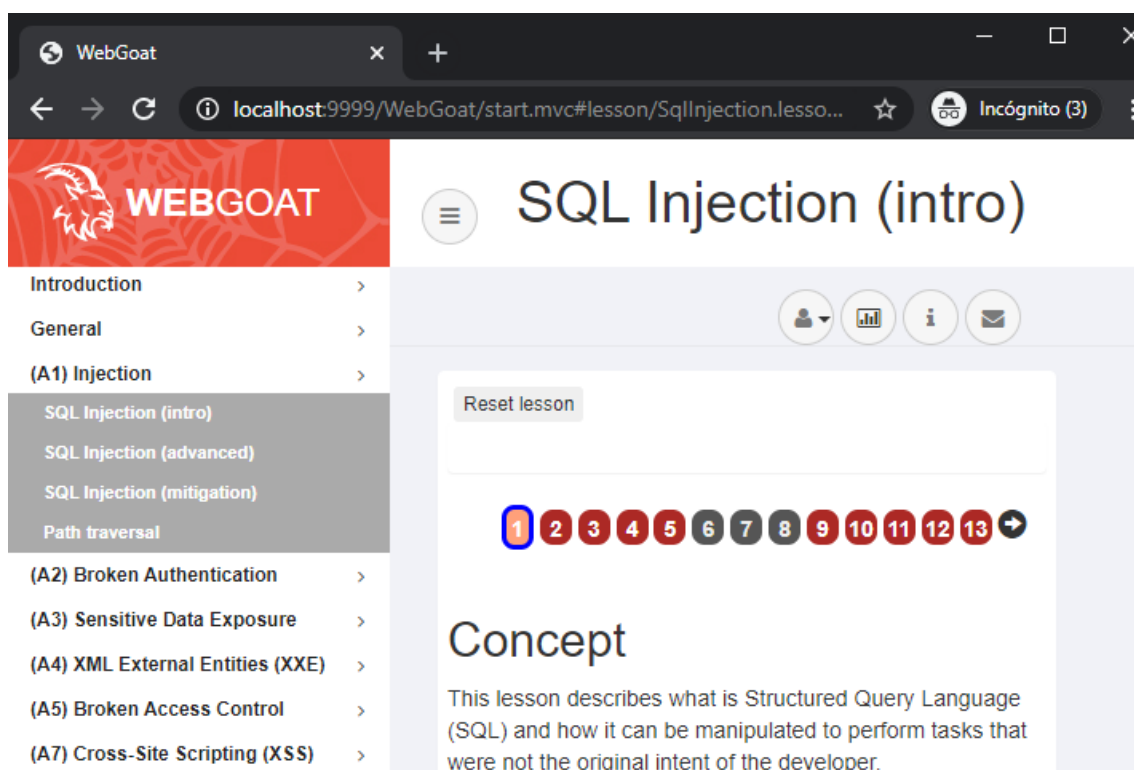 WebGoat
localhost:9999/WebGoat/start.mvc#lesson/SqlInjection.lesso...
Incógnito (3)
WEBGOAT
SQL Injection (intro)
Introduction
General
(A1) Injection
SQL Injection (intro)
SQL Injection (advanced)
SQL Injection (mitigation)
Path traversal
(A2) Broken Authentication
(A3) Sensitive Data Exposure
(A4) XML External Entities (XXE)
(A5) Broken Access Control
(A7) Cross-Site Scripting (XSS)
Reset lesson
1 2 3 4 5 6 7 8 9 10 11 12 13
Concept
This lesson describes what is Structured Query Language
(SQL) and how it can be manipulated to perform tasks that
were not the original intent of the developer.